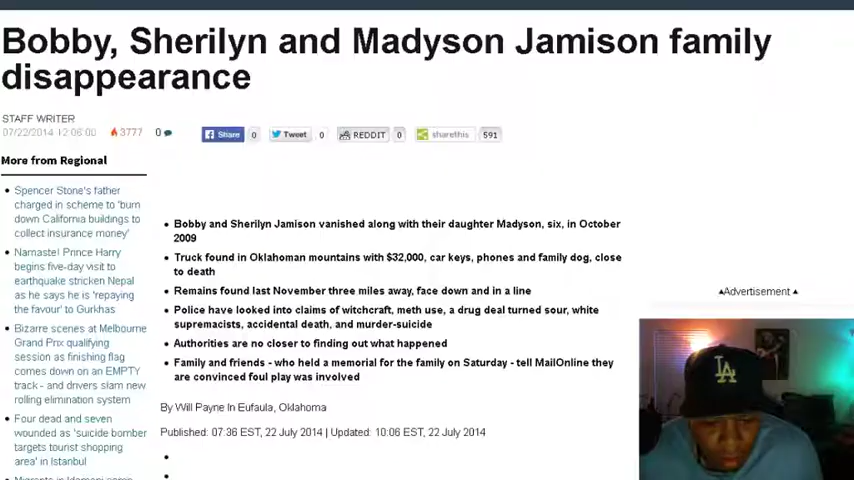 Bobby, Sherilyn and Madyson Jamison family
disappearance
STAFF WRITER
07/22/2014 12:06:00 3777 0
Share 0 Tweet 0 REDDIT 0 sharethis 591
More from Regional
Spencer Stone's father
charged in scheme to 'burn
down California buildings to
collect insurance money'
Namaste! Prince Harry
begins five-day visit to
earthquake stricken Nepal
as he says he is 'repaying
the favour' to Gurkhas
Bizarre scenes at Melbourne
Grand Prix qualifying
session as finishing flag
comes down on an EMPTY
track - and drivers slam new
rolling elimination system
Four dead and seven
wounded as 'suicide bomber
targets tourist shopping
area' in Istanbul
Bobby and Sherilyn Jamison vanished along with their daughter Madyson, six, in October
2009
Truck found in Oklahoman mountains with $32,000, car keys, phones and family dog, close
to death
Remains found last November three miles away, face down and in a line
Police have looked into claims of witchcraft, meth use, a drug deal turned sour, white
supremacists, accidental death, and murder-suicide
Authorities are no closer to finding out what happened
Family and friends - who held a memorial for the family on Saturday - tell MailOnline they
are convinced foul play was involved
By Will Payne In Eufaula, Oklahoma
Published: 07:36 EST, 22 July 2014 | Updated: 10:06 EST, 22 July 2014
▲Advertisement ▲
LA